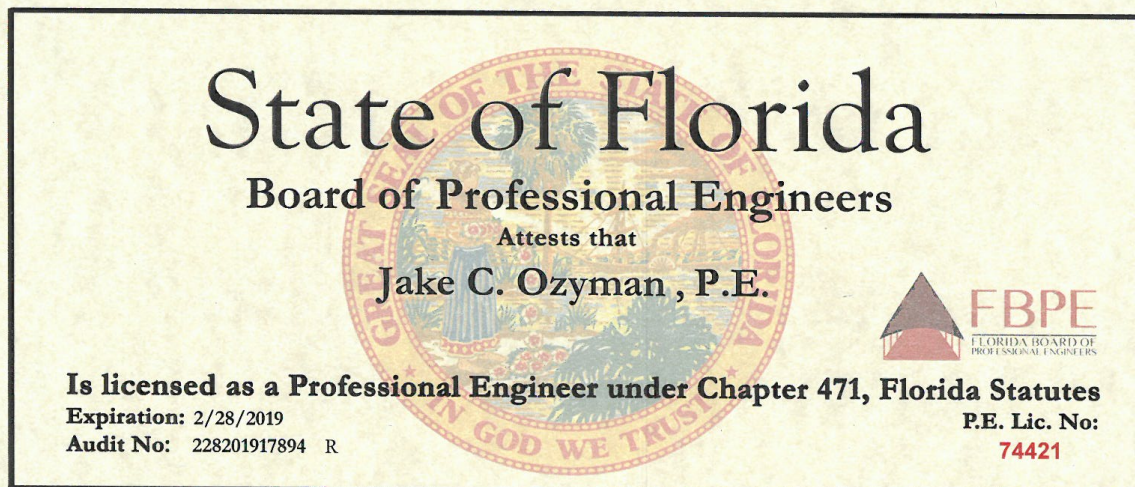 State of Florida
Board of Professional Engineers
Attests that
Jake C. Ozyman , P.E.
FBPE
FLORIDA BOARD OF
PROFESSIONAL ENGINEERS
Is licensed as a Professional Engineer under Chapter 471, Florida Statutes
Expiration: 2/28/2019
P.E. Lic. No:
Audit No: 228201917894 R
74421
GREAT SEAL OF THE STATE OF FLORIDA
IN GOD WE TRUST